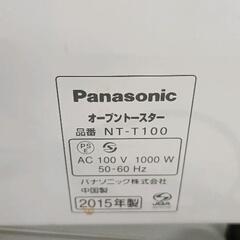 Panasonic
オーブントースター
品番 NT-T100
PS
E
AC 100 V 1000 W
50-60 Hz
パナソニック株式会社
中国製
2015年製